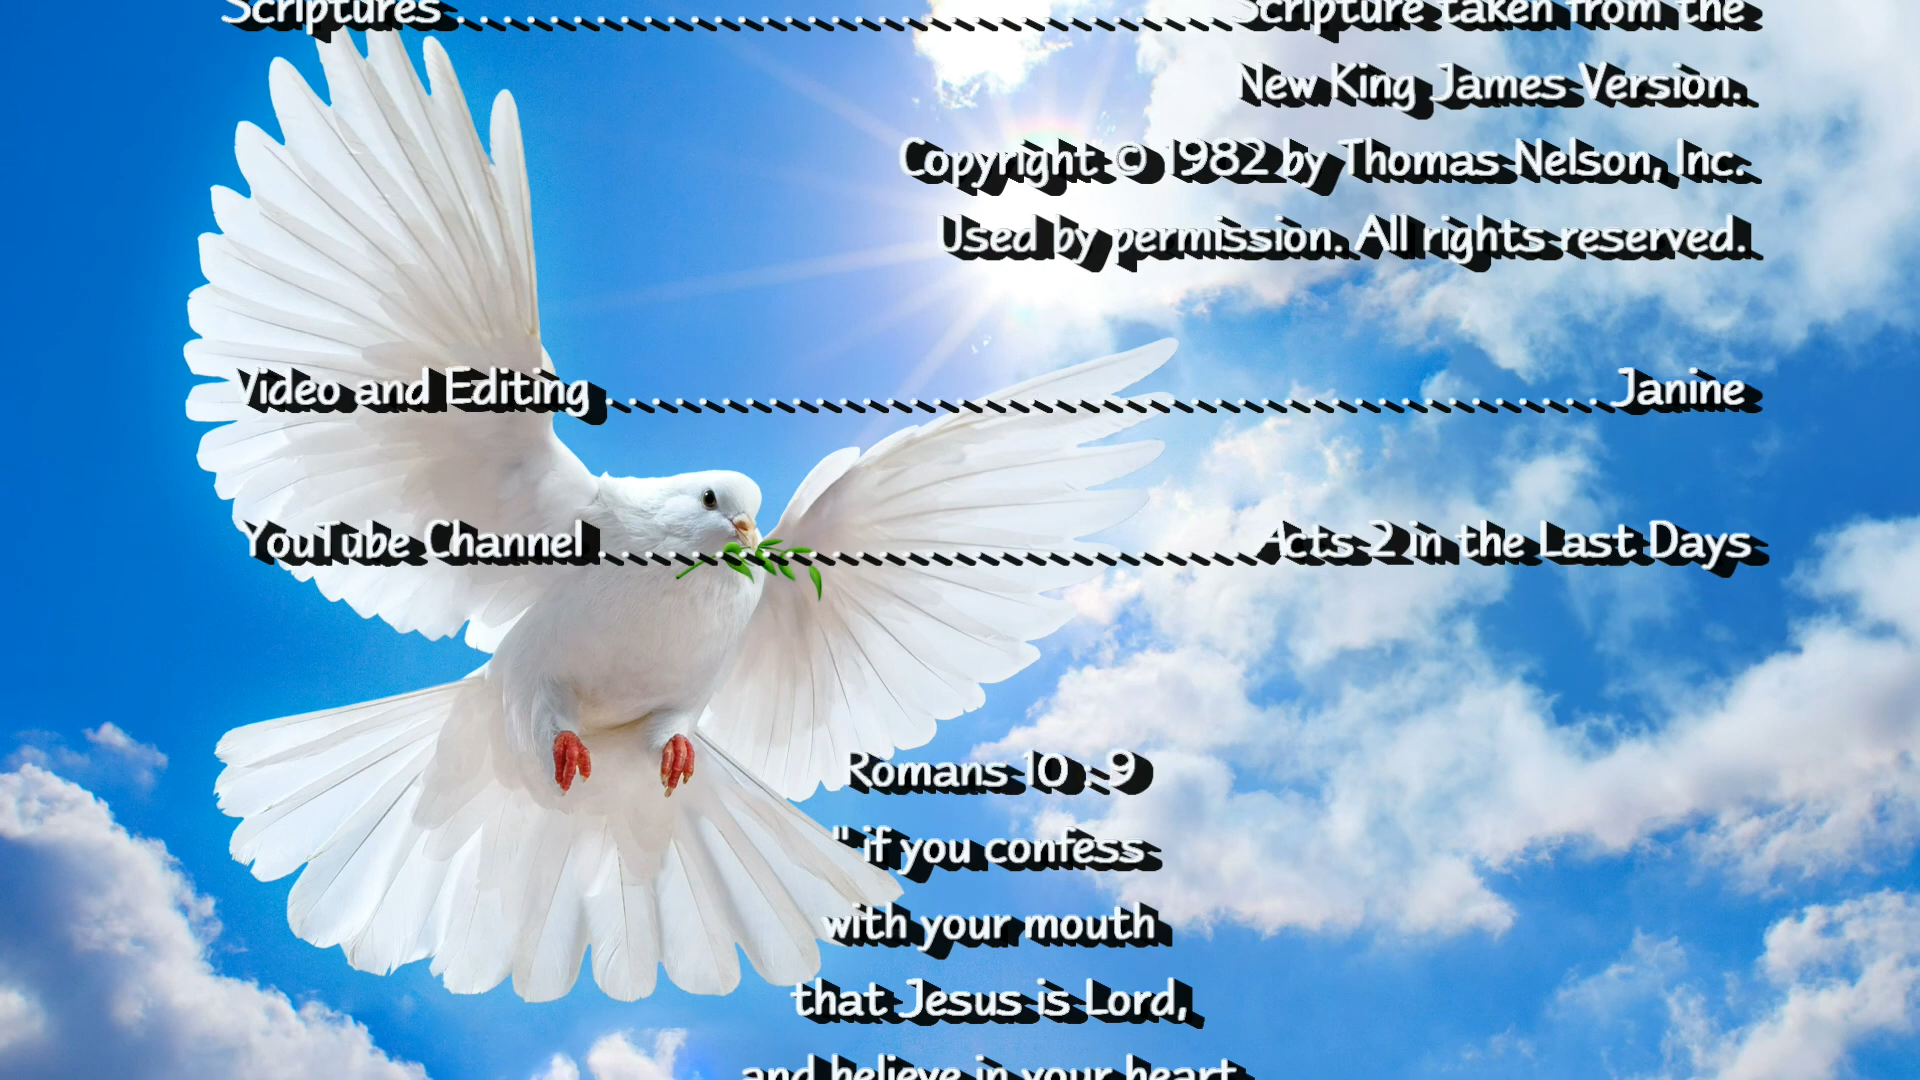 Scriptures . . . . . . . . . . . . . . . . . . . . . . . . . . . . . . . . . Scripture taken from the
New King James Version.
Copyright © 1982 by Thomas Nelson, Inc.
Used by permission. All rights reserved.
Video and Editing . . . . . . . . . . . . . . . . . . . . . . . . . . . . . . . . . . . . . . . . . . . Janine
YouTube Channel . . . . . . . . . . . . . . . . . . . . . . . . . . . . Acts 2 in the Last Days
Romans 10 : 9
" if you confess
with your mouth
that Jesus is Lord,
and believe in your heart